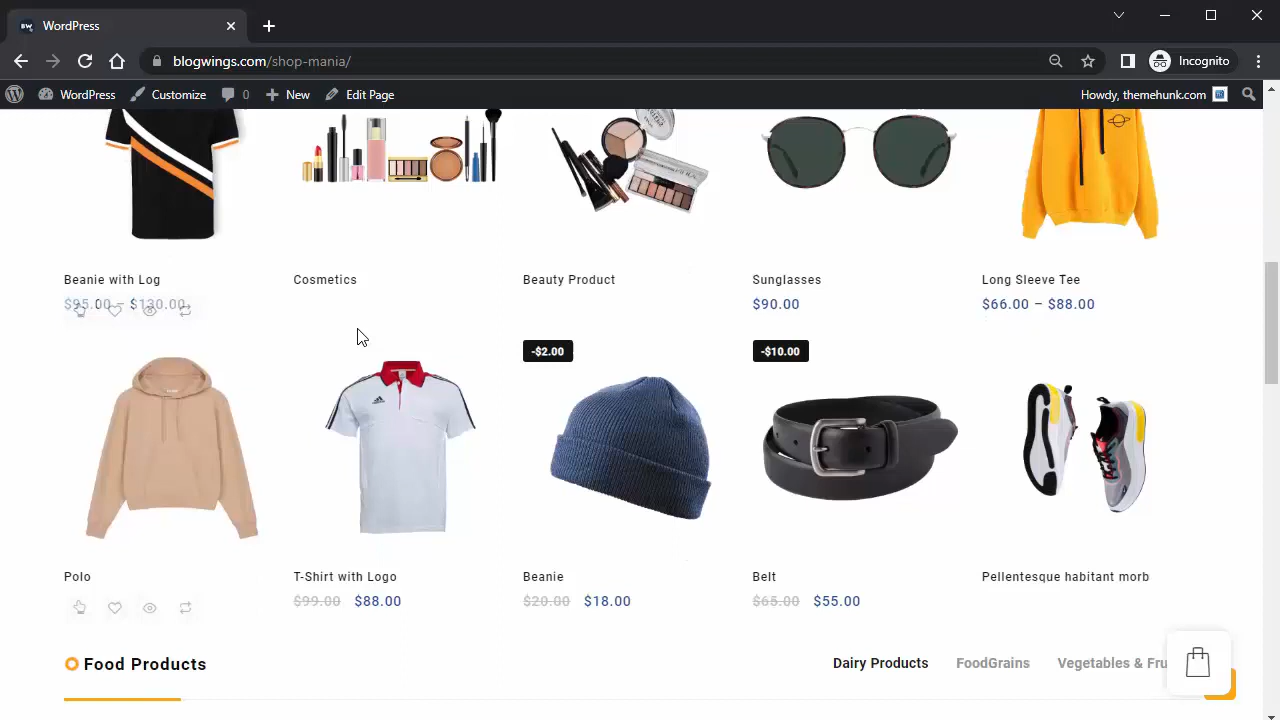 WordPress
blogwings.com/shop-mania/
Incognito
WordPress
Customize
0
New
Edit Page
Howdy, themehunk.com
Beanie with Log
Cosmetics
Beauty Product
Sunglasses
Long Sleeve Tee
$95.00 – $130.00
$90.00
$66.00 – $88.00
-$2.00
-$10.00
Polo
T-Shirt with Logo
Beanie
Belt
Pellentesque habitant morb
$99.00 $88.00
$20.00 $18.00
$65.00 $55.00
Food Products
Dairy Products
FoodGrains
Vegetables & Fru